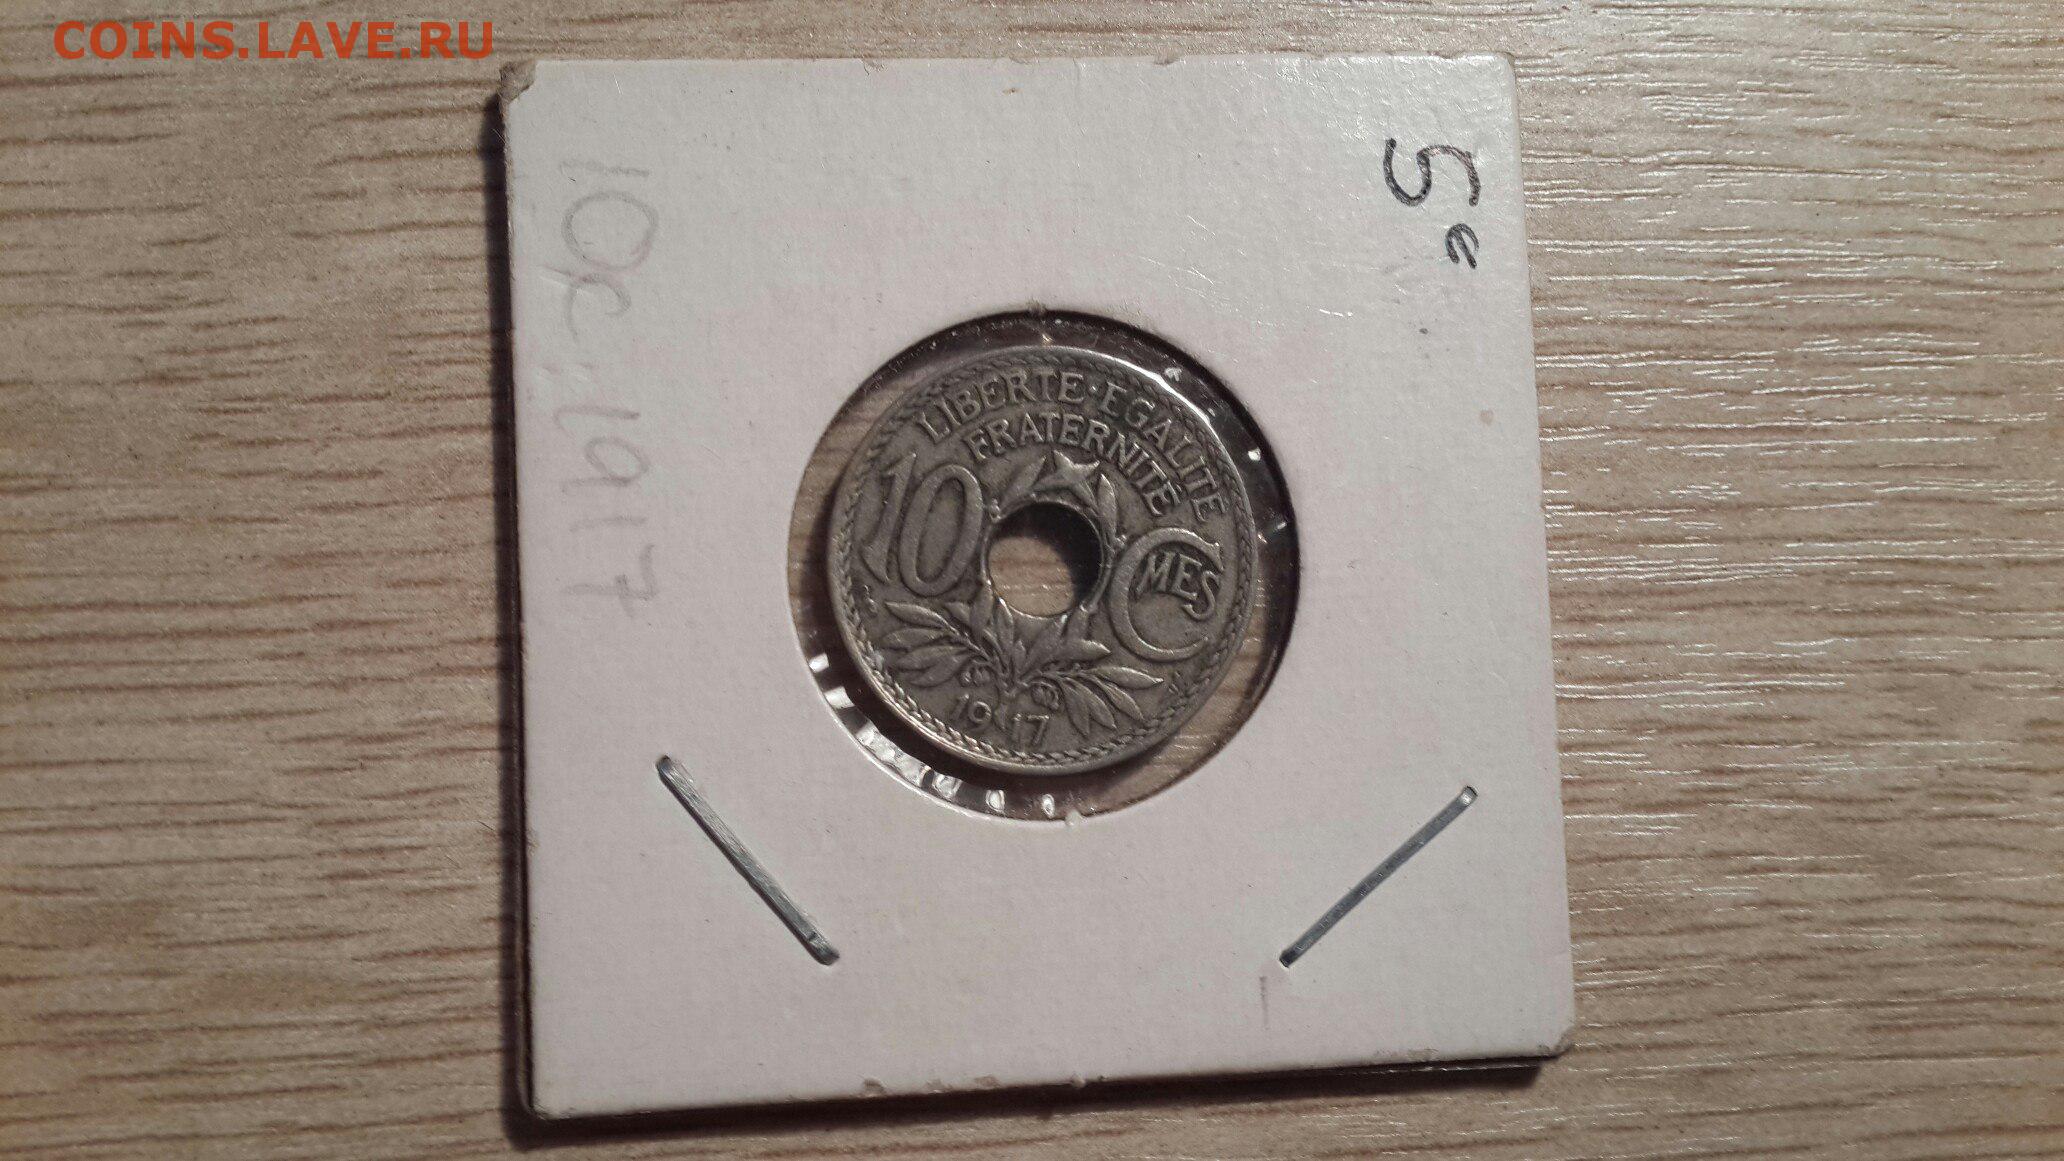 COINS.LAVE.RU
5 e
10c 1917
LIBERTE·EGALITE
FRATERNITE
10 CMES
1917